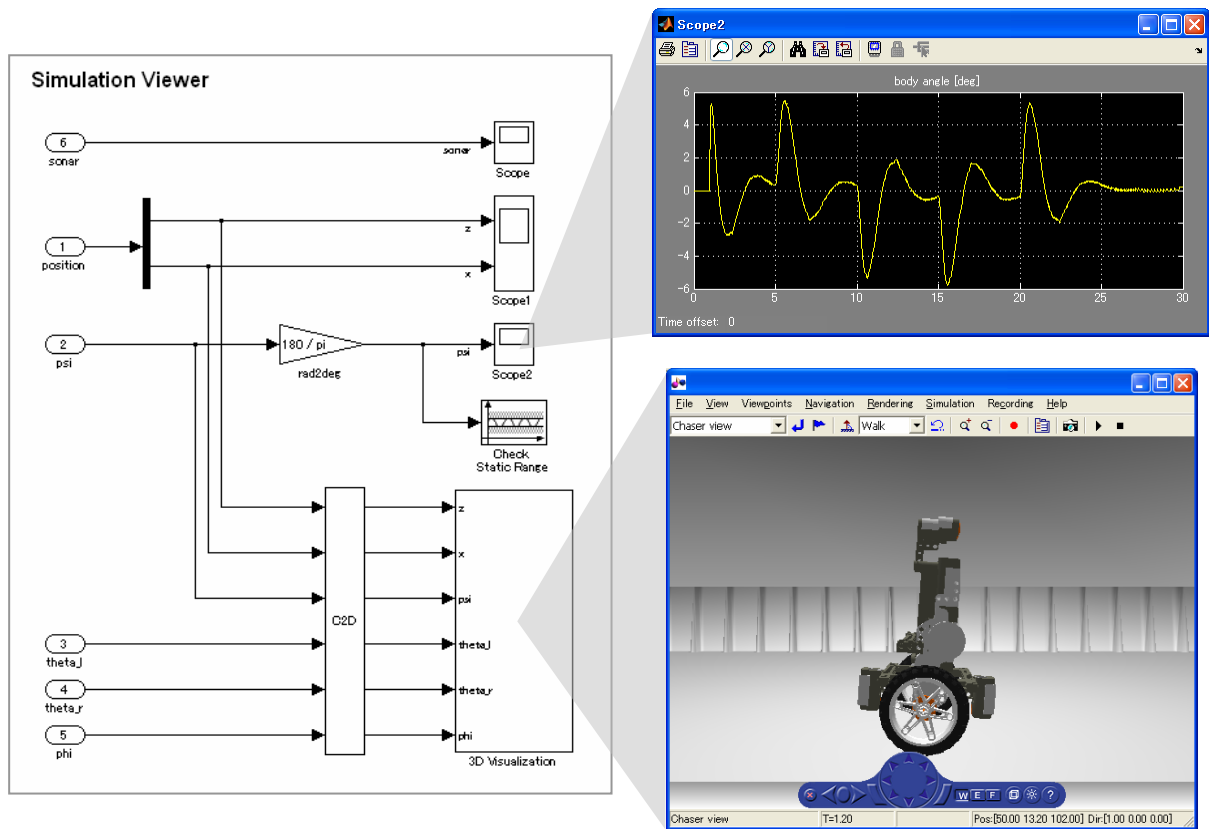 Simulation Viewer
6
sonar
sonar
Scope
1
position
z
x
Scope1
2
psi
180 / pi
rad2deg
psi
Scope2
Check
Static Range
C2D
z
x
psi
3
theta_l
theta_l
4
theta_r
theta_r
5
phi
phi
3D Visualization
Scope2
body angle [deg]
6
4
2
0
-2
-4
-6
0 5 10 15 20 25 30
Time offset: 0
File View Viewpoints Navigation Rendering Simulation Recording Help
Chaser view Walk
W E F ?
Chaser view T=1.20 Pos:[50.00 13.20 102.00] Dir:[1.00 0.00 0.00]